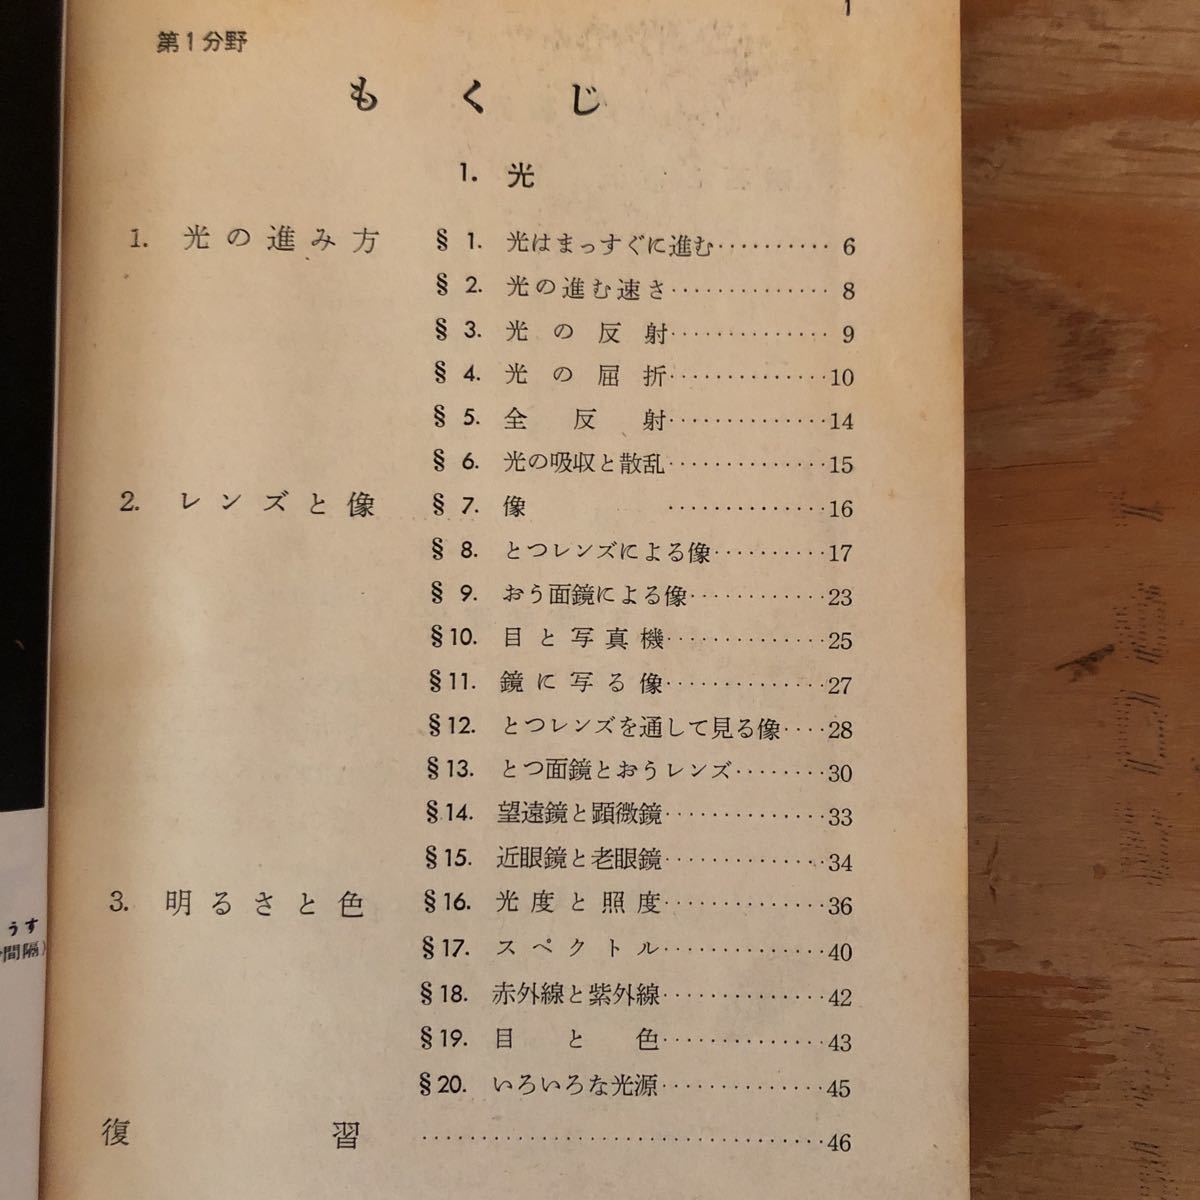 1
第1分野
もくじ
1. 光
1. 光の進み方 § 1. 光はまっすぐに進む·········· 6
§ 2. 光の進む速さ·············· 8
§ 3. 光の反射·············· 9
§ 4. 光の屈折··············10
§ 5. 全反射··············14
§ 6. 光の吸収と散乱··············15
2. レンズと像 § 7. 像 ··············16
§ 8. とつレンズによる像··········17
§ 9. おう面鏡による像············23
§10. 目と写真機··············25
§11. 鏡に写る像··············27
§12. とつレンズを通して見る像····28
§13. とつ面鏡とおうレンズ········30
§14. 望遠鏡と顕微鏡··············33
§15. 近眼鏡と老眼鏡··············34
3. 明るさと色 §16. 光度と照度··············36
§17. スペクトル··············40
§18. 赤外線と紫外線··············42
§19. 目と色··············43
§20. いろいろな光源··············45
復習 ··································46
うす
間隔)